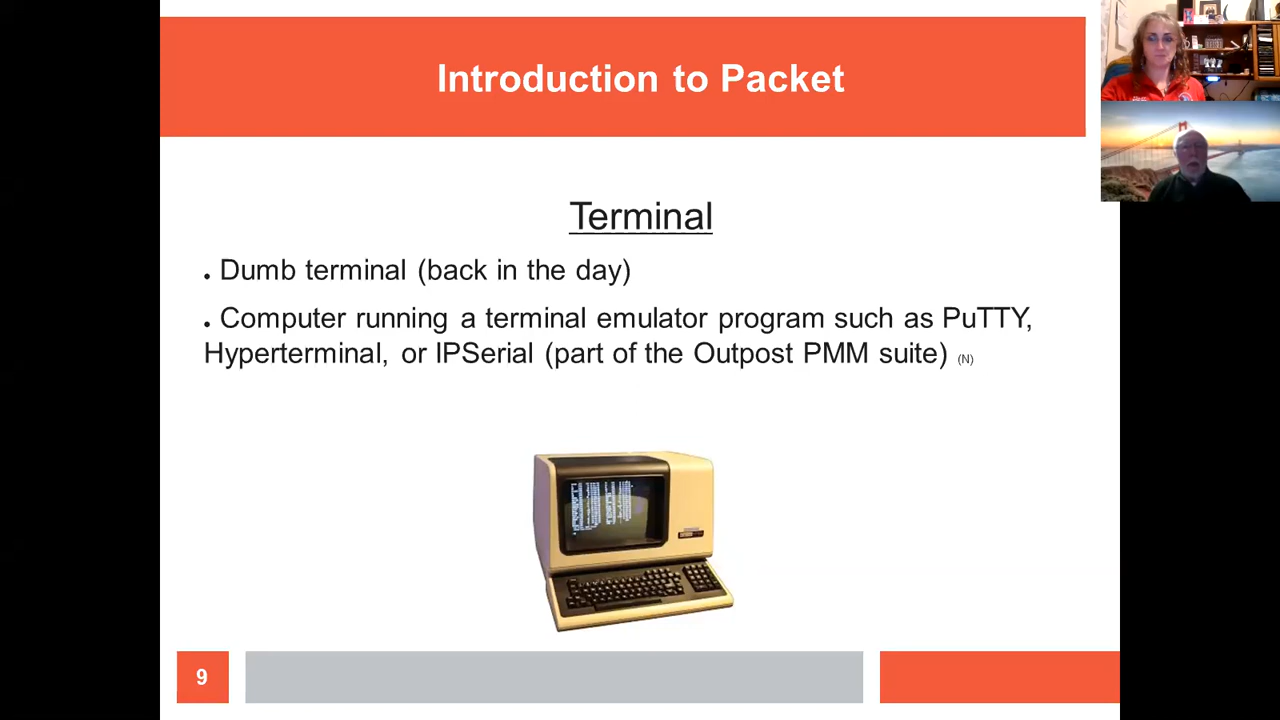 Introduction to Packet
Terminal
● Dumb terminal (back in the day)
● Computer running a terminal emulator program such as PuTTY,
Hyperterminal, or IPSerial (part of the Outpost PMM suite) (N)
9